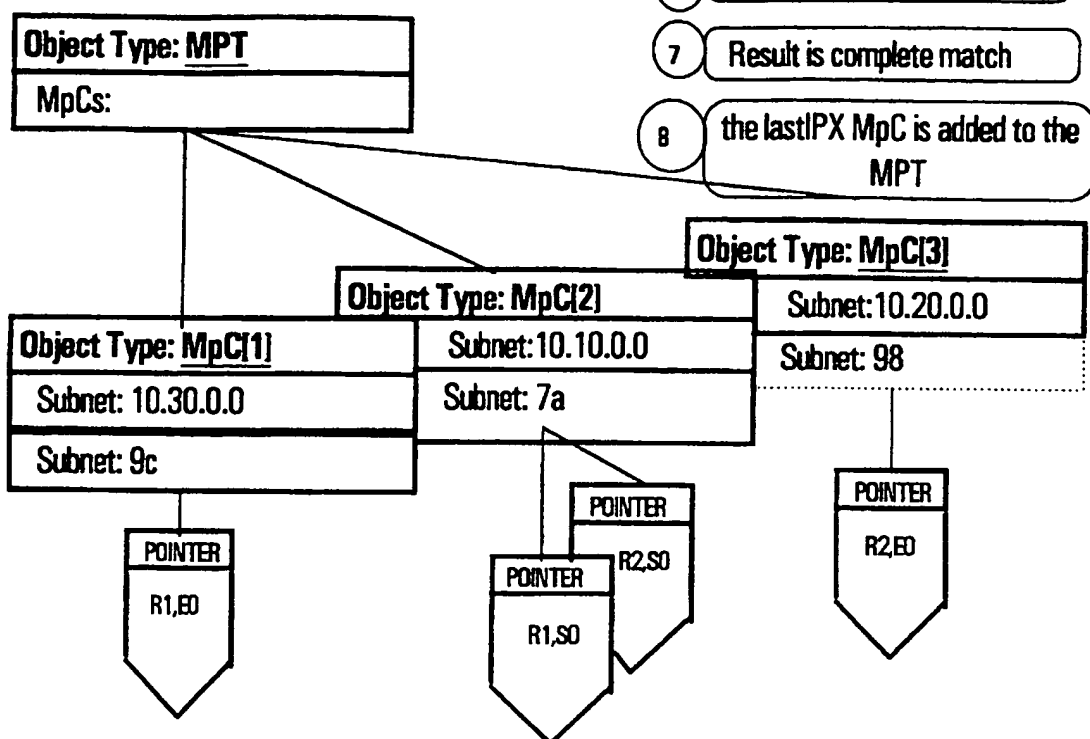 Object Type: MPT
MpCs:
7
Result is complete match
8
the lastIPX MpC is added to the
MPT
Object Type: MpC[3]
Subnet:10.20.0.0
Subnet: 98
Object Type: MpC[2]
Subnet:10.10.0.0
Subnet: 7a
Object Type: MpC[1]
Subnet: 10.30.0.0
Subnet: 9c
POINTER
R1,E0
POINTER
R1,S0
POINTER
R2,S0
POINTER
R2,E0